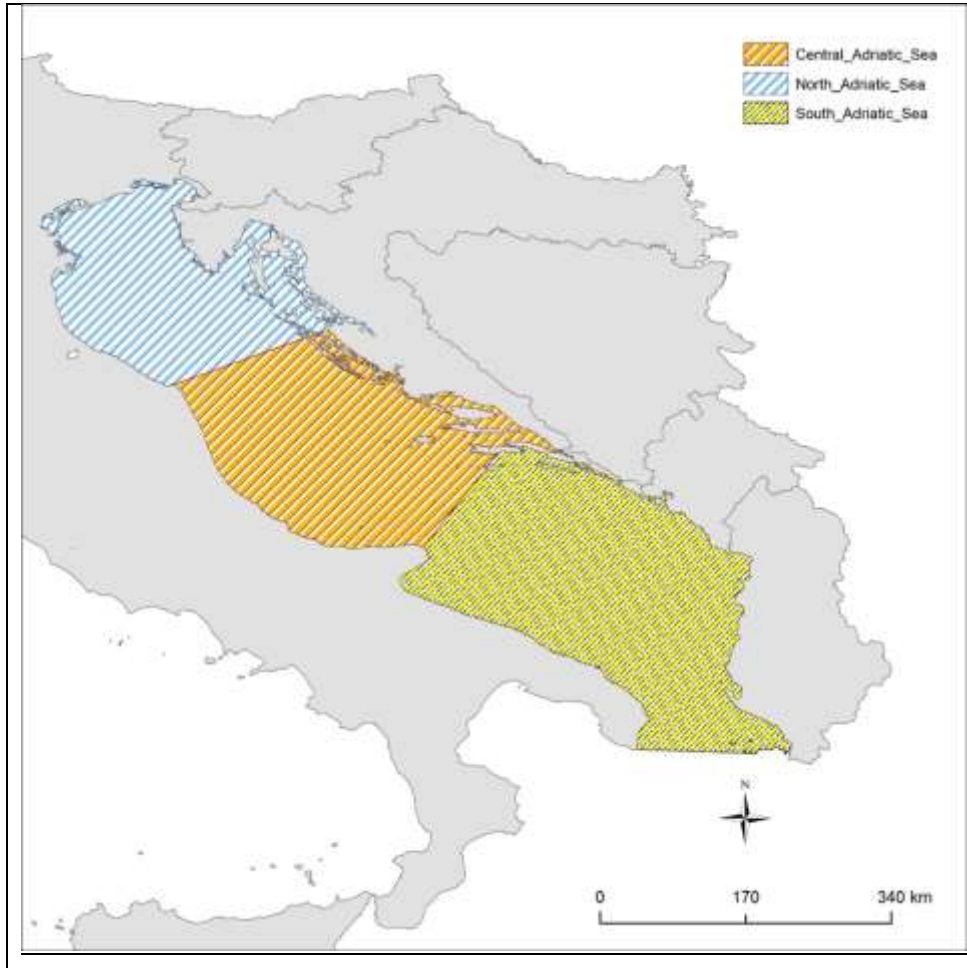 Central_Adriatic_Sea
North_Adriatic_Sea
South_Adriatic_Sea
N
0 170 340 km